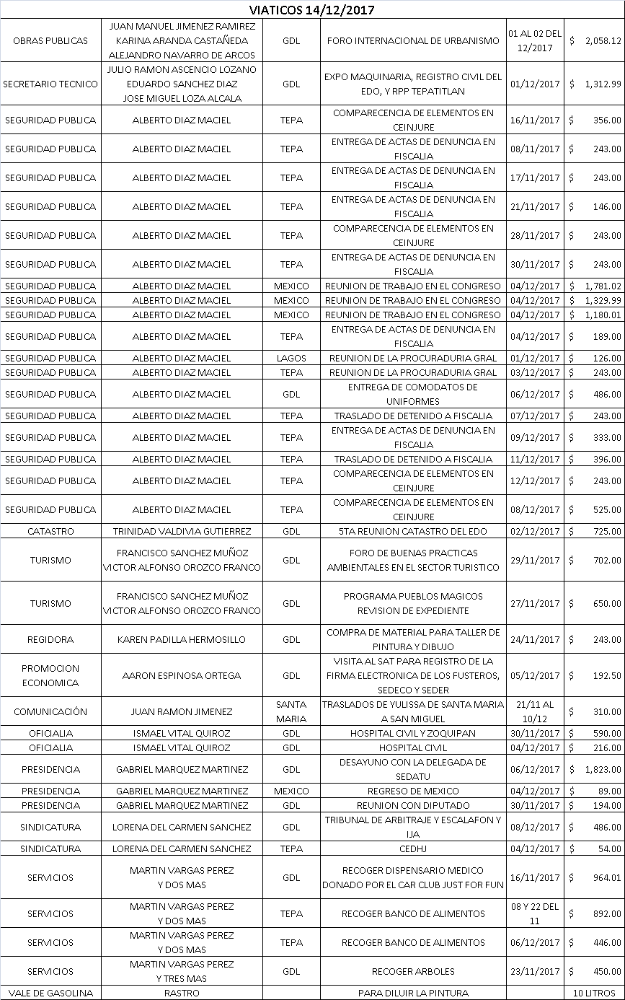 VIATICOS 14/12/2017
OBRAS PUBLICAS JUAN MANUEL JIMENEZ RAMIREZ KARINA ARANDA CASTAÑEDA ALEJANDRO NAVARRO DE ARCOS GDL FORO INTERNACIONAL DE URBANISMO 01 AL 02 DEL 12/2017 $ 2,058.12
SECRETARIO TECNICO JULIO RAMON ASCENCIO LOZANO EDUARDO SANCHEZ DIAZ JOSE MIGUEL LOZA ALCALA GDL EXPO MAQUINARIA, REGISTRO CIVIL DEL EDO, Y RPP TEPATITLAN 01/12/2017 $ 1,312.99
SEGURIDAD PUBLICA ALBERTO DIAZ MACIEL TEPA COMPARECENCIA DE ELEMENTOS EN CEINJURE 16/11/2017 $ 356.00
SEGURIDAD PUBLICA ALBERTO DIAZ MACIEL TEPA ENTREGA DE ACTAS DE DENUNCIA EN FISCALIA 08/11/2017 $ 243.00
SEGURIDAD PUBLICA ALBERTO DIAZ MACIEL TEPA ENTREGA DE ACTAS DE DENUNCIA EN FISCALIA 17/11/2017 $ 243.00
SEGURIDAD PUBLICA ALBERTO DIAZ MACIEL TEPA ENTREGA DE ACTAS DE DENUNCIA EN FISCALIA 21/11/2017 $ 146.00
SEGURIDAD PUBLICA ALBERTO DIAZ MACIEL TEPA COMPARECENCIA DE ELEMENTOS EN CEINJURE 28/11/2017 $ 243.00
SEGURIDAD PUBLICA ALBERTO DIAZ MACIEL TEPA ENTREGA DE ACTAS DE DENUNCIA EN FISCALIA 30/11/2017 $ 243.00
SEGURIDAD PUBLICA ALBERTO DIAZ MACIEL MEXICO REUNION DE TRABAJO EN EL CONGRESO 04/12/2017 $ 1,781.02
SEGURIDAD PUBLICA ALBERTO DIAZ MACIEL MEXICO REUNION DE TRABAJO EN EL CONGRESO 04/12/2017 $ 1,329.99
SEGURIDAD PUBLICA ALBERTO DIAZ MACIEL MEXICO REUNION DE TRABAJO EN EL CONGRESO 04/12/2017 $ 1,180.01
SEGURIDAD PUBLICA ALBERTO DIAZ MACIEL TEPA ENTREGA DE ACTAS DE DENUNCIA EN FISCALIA 04/12/2017 $ 189.00
SEGURIDAD PUBLICA ALBERTO DIAZ MACIEL LAGOS REUNION DE LA PROCURADURIA GRAL 01/12/2017 $ 126.00
SEGURIDAD PUBLICA ALBERTO DIAZ MACIEL TEPA REUNION DE LA PROCURADURIA GRAL 03/12/2017 $ 243.00
SEGURIDAD PUBLICA ALBERTO DIAZ MACIEL GDL ENTREGA DE COMODATOS DE UNIFORMES 06/12/2017 $ 486.00
SEGURIDAD PUBLICA ALBERTO DIAZ MACIEL TEPA TRASLADO DE DETENIDO A FISCALIA 07/12/2017 $ 243.00
SEGURIDAD PUBLICA ALBERTO DIAZ MACIEL TEPA ENTREGA DE ACTAS DE DENUNCIA EN FISCALIA 09/12/2017 $ 333.00
SEGURIDAD PUBLICA ALBERTO DIAZ MACIEL TEPA TRASLADO DE DETENIDO A FISCALIA 11/12/2017 $ 396.00
SEGURIDAD PUBLICA ALBERTO DIAZ MACIEL TEPA COMPARECENCIA DE ELEMENTOS EN CEINJURE 12/12/2017 $ 243.00
SEGURIDAD PUBLICA ALBERTO DIAZ MACIEL TEPA COMPARECENCIA DE ELEMENTOS EN CEINJURE 08/12/2017 $ 525.00
CATASTRO TRINIDAD VALDIVIA GUTIERREZ GDL 5TA REUNION CATASTRO DEL EDO 02/12/2017 $ 725.00
TURISMO FRANCISCO SANCHEZ MUÑOZ VICTOR ALFONSO OROZCO FRANCO GDL FORO DE BUENAS PRACTICAS AMBIENTALES EN EL SECTOR TURISTICO 29/11/2017 $ 702.00
TURISMO FRANCISCO SANCHEZ MUÑOZ VICTOR ALFONSO OROZCO FRANCO GDL PROGRAMA PUEBLOS MAGICOS REVISION DE EXPEDIENTE 27/11/2017 $ 650.00
REGIDORA KAREN PADILLA HERMOSILLO GDL COMPRA DE MATERIAL PARA TALLER DE PINTURA Y DIBUJO 24/11/2017 $ 243.00
PROMOCION ECONOMICA AARON ESPINOSA ORTEGA GDL VISITA AL SAT PARA REGISTRO DE LA FIRMA ELECTRONICA DE LOS FUSTEROS, SEDECO Y SEDER 05/12/2017 $ 192.50
COMUNICACIÓN JUAN RAMON JIMENEZ SANTA MARIA TRASLADOS DE YULISSA DE SANTA MARIA A SAN MIGUEL 21/11 AL 10/12 $ 310.00
OFICIALIA ISMAEL VITAL QUIROZ GDL HOSPITAL CIVIL Y ZOQUIPAN 30/11/2017 $ 590.00
OFICIALIA ISMAEL VITAL QUIROZ GDL HOSPITAL CIVIL 04/12/2017 $ 216.00
PRESIDENCIA GABRIEL MARQUEZ MARTINEZ GDL DESAYUNO CON LA DELEGADA DE SEDATU 06/12/2017 $ 1,823.00
PRESIDENCIA GABRIEL MARQUEZ MARTINEZ MEXICO REGRESO DE MEXICO 04/12/2017 $ 89.00
PRESIDENCIA GABRIEL MARQUEZ MARTINEZ GDL REUNION CON DIPUTADO 30/11/2017 $ 194.00
SINDICATURA LORENA DEL CARMEN SANCHEZ GDL TRIBUNAL DE ARBITRAJE Y ESCALAFON Y IJA 08/12/2017 $ 486.00
SINDICATURA LORENA DEL CARMEN SANCHEZ TEPA CEDHJ 04/12/2017 $ 54.00
SERVICIOS MARTIN VARGAS PEREZ Y DOS MAS GDL RECOGER DISPENSARIO MEDICO DONADO POR EL CAR CLUB JUST FOR FUN 16/11/2017 $ 964.01
SERVICIOS MARTIN VARGAS PEREZ Y DOS MAS TEPA RECOGER BANCO DE ALIMENTOS 08 Y 22 DEL 11 $ 892.00
SERVICIOS MARTIN VARGAS PEREZ Y DOS MAS TEPA RECOGER BANCO DE ALIMENTOS 06/12/2017 $ 446.00
SERVICIOS MARTIN VARGAS PEREZ Y TRES MAS GDL RECOGER ARBOLES 23/11/2017 $ 450.00
VALE DE GASOLINA RASTRO PARA DILUIR LA PINTURA 10 LITROS